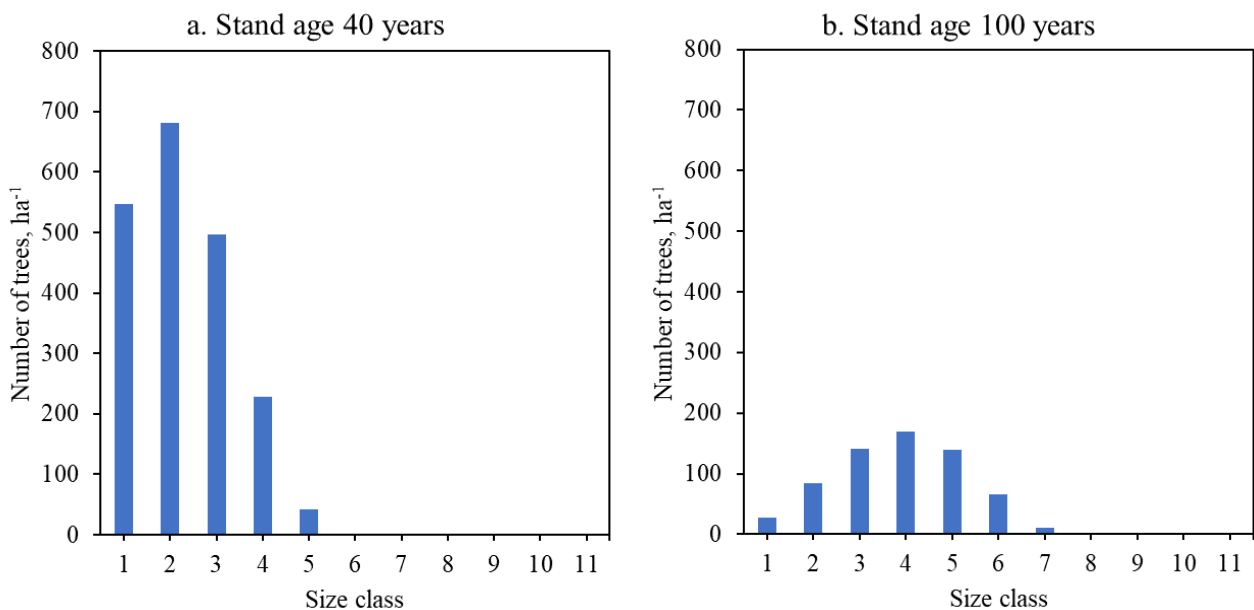 a. Stand age 40 years
800
700
600
500
400
300
200
100
0
Number of trees, ha-1
1 2 3 4 5 6 7 8 9 10 11
Size class
b. Stand age 100 years
800
700
600
500
400
300
200
100
0
Number of trees, ha-1
1 2 3 4 5 6 7 8 9 10 11
Size class